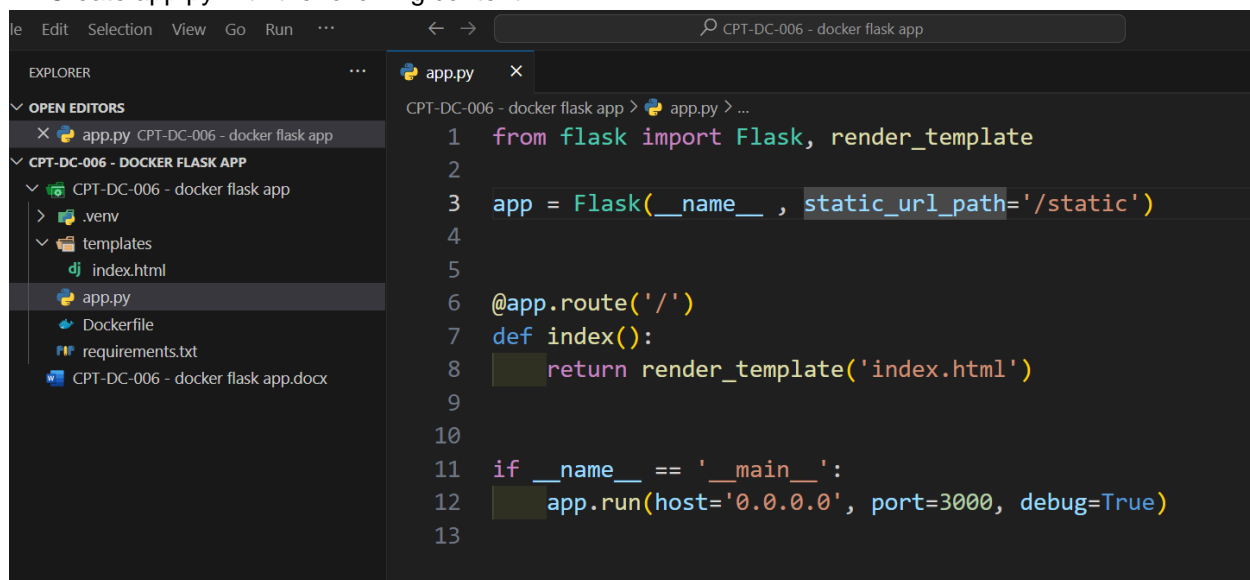 le Edit Selection View Go Run ...
CPT-DC-006 - docker flask app
EXPLORER
app.py
OPEN EDITORS
app.py CPT-DC-006 - docker flask app
CPT-DC-006 - DOCKER FLASK APP
CPT-DC-006 - docker flask app
.venv
templates
dj index.html
app.py
Dockerfile
requirements.txt
CPT-DC-006 - docker flask app.docx
CPT-DC-006 - docker flask app > app.py > ...
1 from flask import Flask, render_template
2
3 app = Flask(__name__ , static_url_path='/static')
4
5
6 @app.route('/')
7 def index():
8     return render_template('index.html')
9
10
11 if __name__ == '__main__':
12     app.run(host='0.0.0.0', port=3000, debug=True)
13